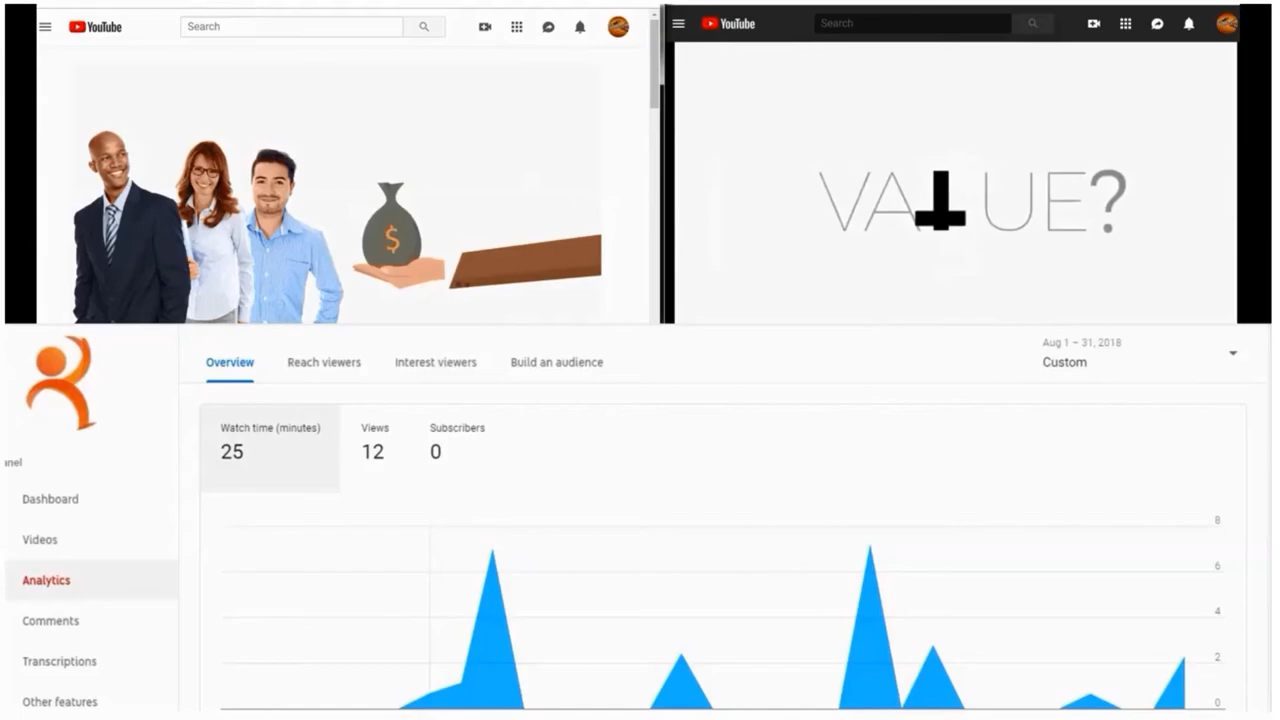 YouTube
Search
$
YouTube
Search
VA UE?
Overview
Reach viewers
Interest viewers
Build an audience
Aug 1 – 31, 2018
Custom
Watch time (minutes)
25
Views
12
Subscribers
0
nel
Dashboard
Videos
Analytics
Comments
Transcriptions
Other features
8
6
4
2
0